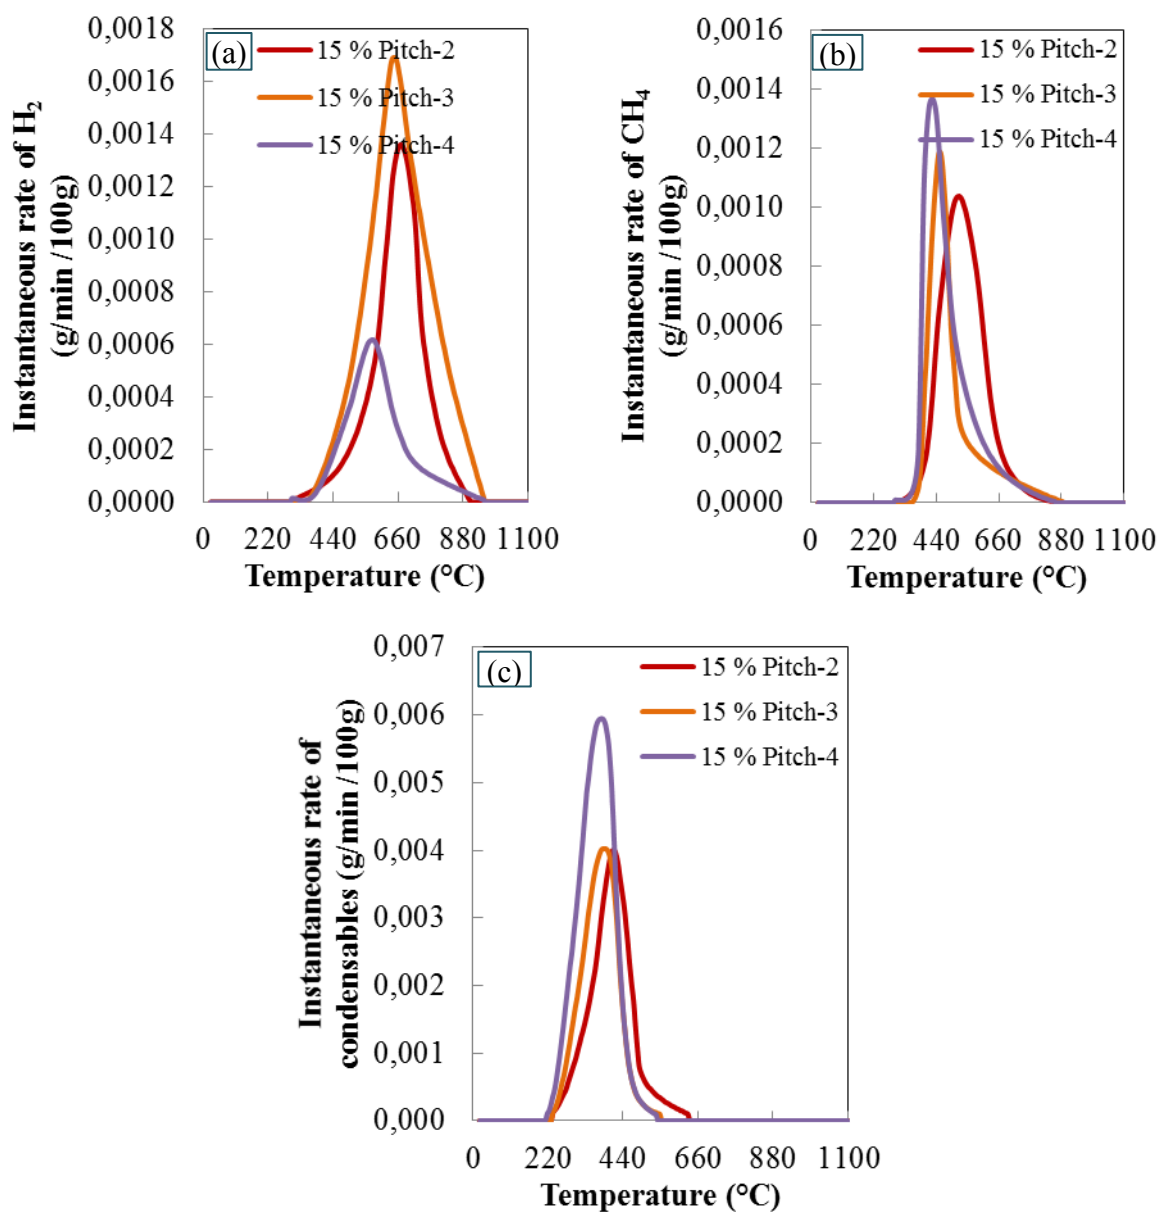 (a)
15 % Pitch-2
15 % Pitch-3
15 % Pitch-4
Instantaneous rate of H2
(g/min /100g)
0,0018
0,0016
0,0014
0,0012
0,0010
0,0008
0,0006
0,0004
0,0002
0,0000
0 220 440 660 880 1100
Temperature (°C)
(b)
15 % Pitch-2
15 % Pitch-3
15 % Pitch-4
Instantaneous rate of CH4
(g/min /100g)
0,0016
0,0014
0,0012
0,0010
0,0008
0,0006
0,0004
0,0002
0,0000
0 220 440 660 880 1100
Temperature (°C)
(c)
15 % Pitch-2
15 % Pitch-3
15 % Pitch-4
Instantaneous rate of
condensables (g/min /100g)
0,007
0,006
0,005
0,004
0,003
0,002
0,001
0,000
0 220 440 660 880 1100
Temperature (°C)